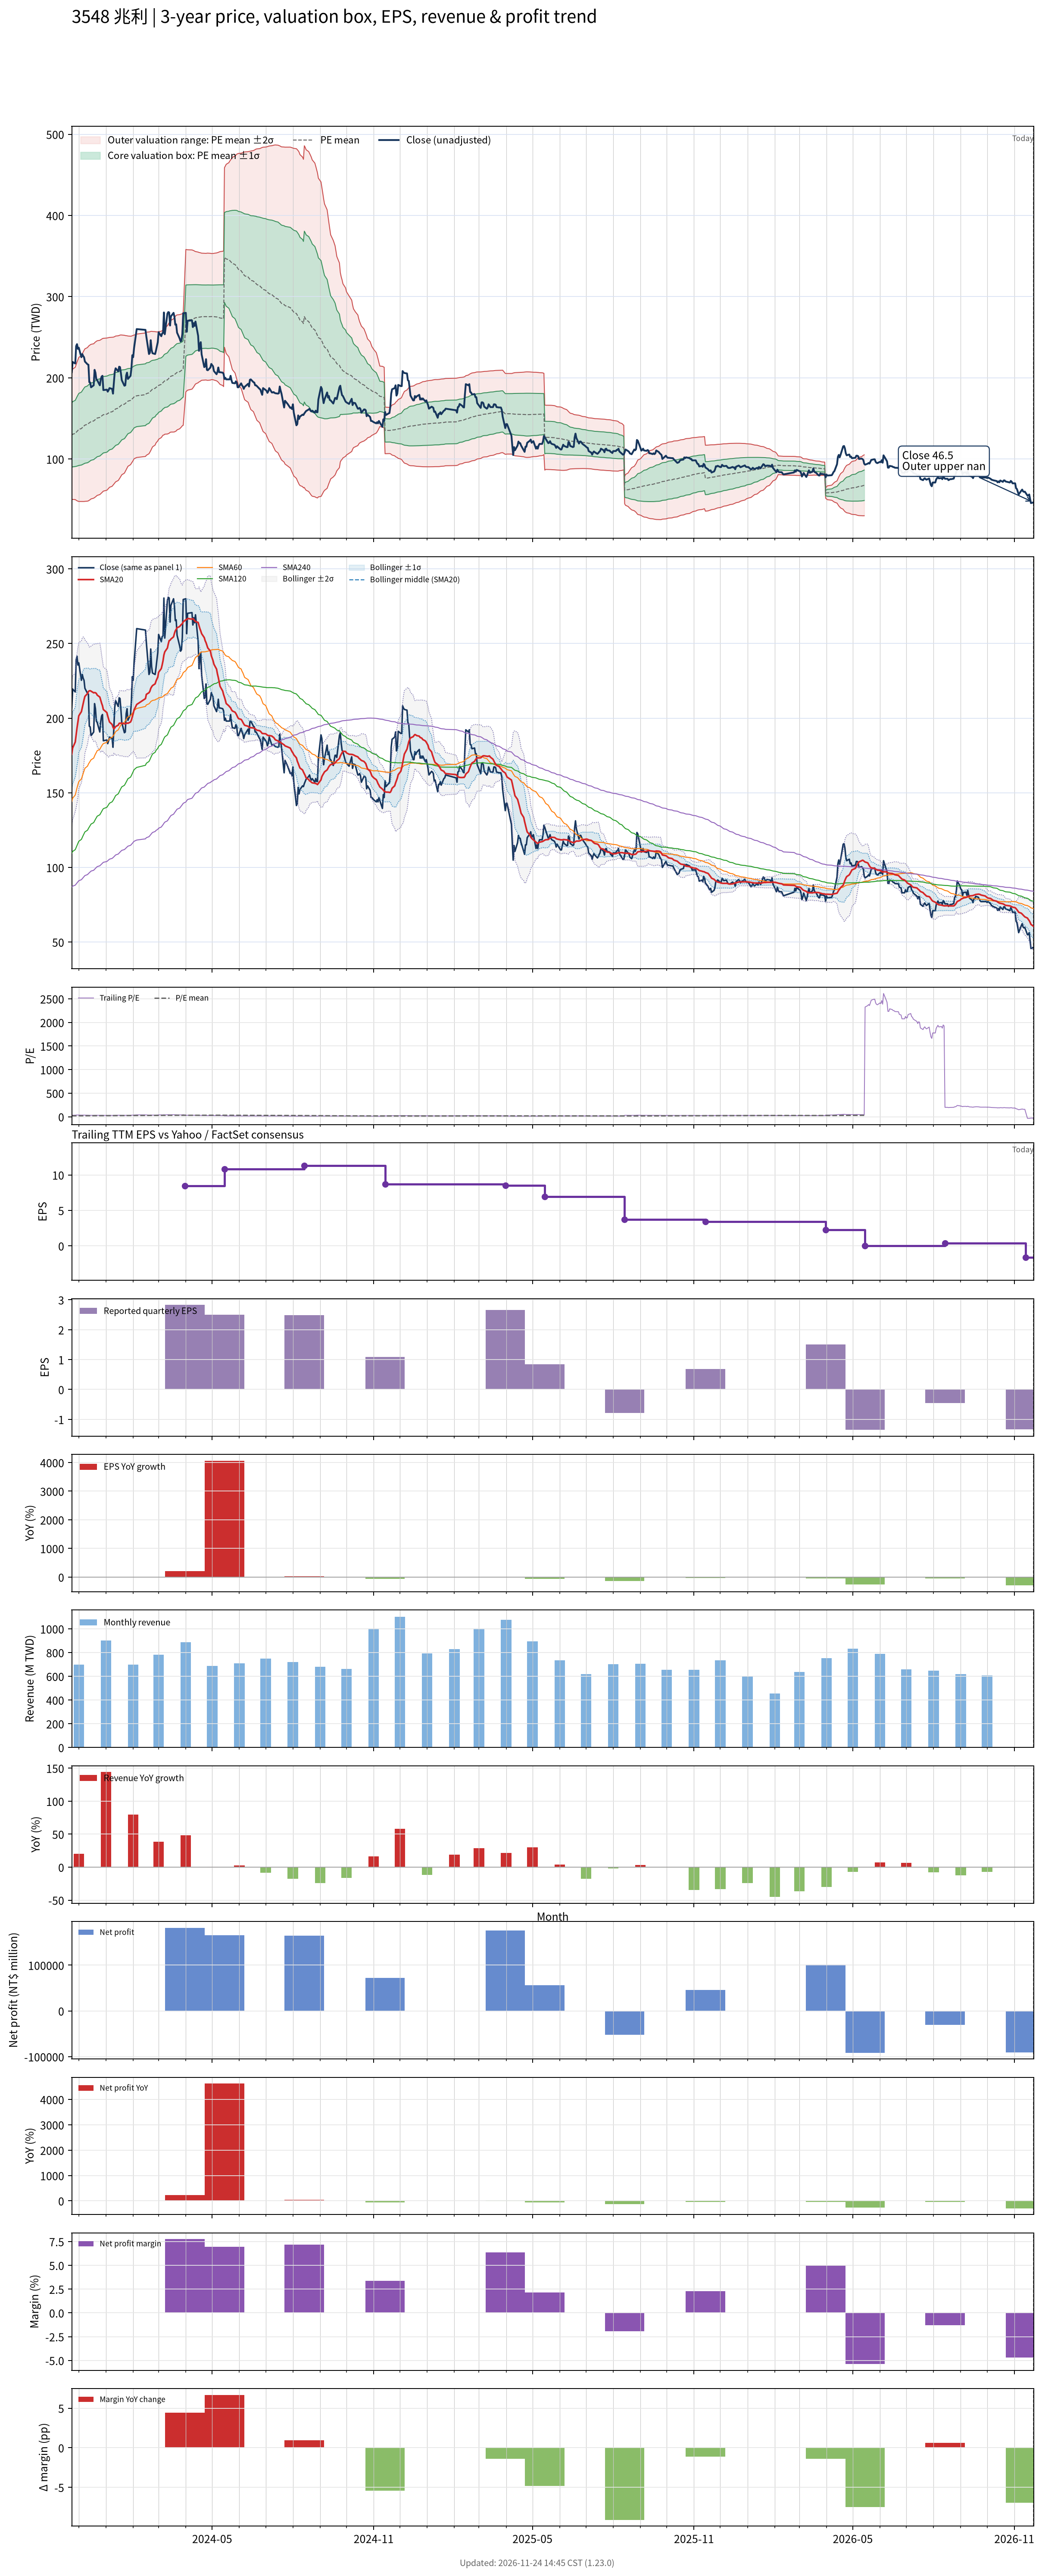 3548 兆利 | 3-year price, valuation box, EPS, revenue & profit trend
Outer valuation range: PE mean ±2σ
PE mean
Close (unadjusted)
Core valuation box: PE mean ±1σ
Today
500
400
300
200
100
Price (TWD)
Close 46.5
Outer upper nan
Close (same as panel 1)
SMA20
SMA60
SMA120
SMA240
Bollinger ±2σ
Bollinger ±1σ
Bollinger middle (SMA20)
300
250
200
150
100
50
Price
Trailing P/E
P/E mean
2500
2000
1500
1000
500
0
P/E
Trailing TTM EPS vs Yahoo / FactSet consensus
Today
10
5
0
EPS
Reported quarterly EPS
3
2
1
0
-1
EPS
EPS YoY growth
4000
3000
2000
1000
0
YoY (%)
Monthly revenue
1000
800
600
400
200
0
Revenue (M TWD)
Revenue YoY growth
150
100
50
0
-50
YoY (%)
Month
Net profit
100000
0
-100000
Net profit (NT$ million)
Net profit YoY
4000
3000
2000
1000
0
YoY (%)
Net profit margin
7.5
5.0
2.5
0.0
-2.5
-5.0
Margin (%)
Margin YoY change
5
0
-5
Δ margin (pp)
2024-05
2024-11
2025-05
2025-11
2026-05
2026-11
Updated: 2026-11-24 14:45 CST (1.23.0)